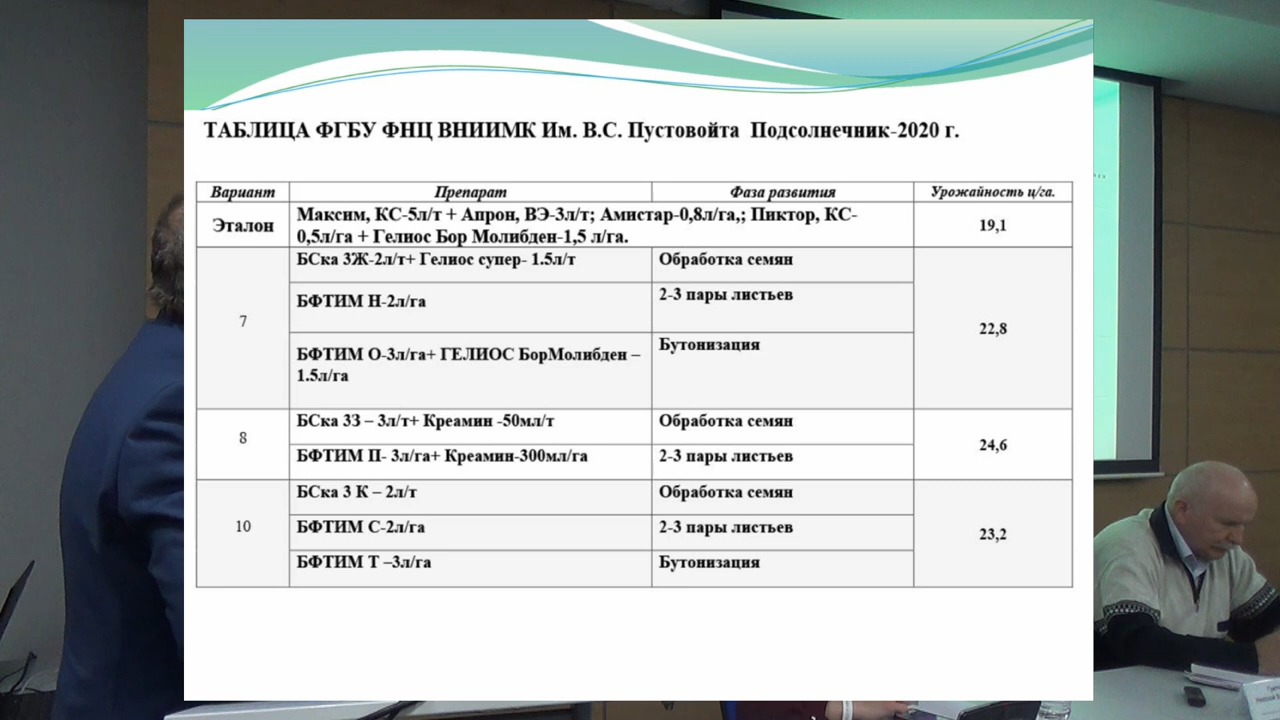 ТАБЛИЦА ФГБУ ФНЦ ВНИИМК Им. В.С. Пустовойта Подсолнечник-2020 г.
Вариант Препарат Фаза развития Урожайность ц/га.
Эталон Максим, КС-5л/т + Апрон, ВЭ-3л/т; Амистар-0,8л/га,; Пиктор, КС-
0,5л/га + Гелиос Бор Молибден-1,5 л/га. 19,1
7 БСка 3Ж-2л/т+ Гелиос супер- 1.5л/т Обработка семян 22,8
БФТИМ Н-2л/га 2-3 пары листьев
БФТИМ О-3л/га+ ГЕЛИОС БорМолибден –
1.5л/га Бутонизация
8 БСка 3З – 3л/т+ Креамин -50мл/т Обработка семян 24,6
БФТИМ П- 3л/га+ Креамин-300мл/га 2-3 пары листьев
10 БСка 3 К – 2л/т Обработка семян 23,2
БФТИМ С-2л/га 2-3 пары листьев
БФТИМ Т –3л/га Бутонизация